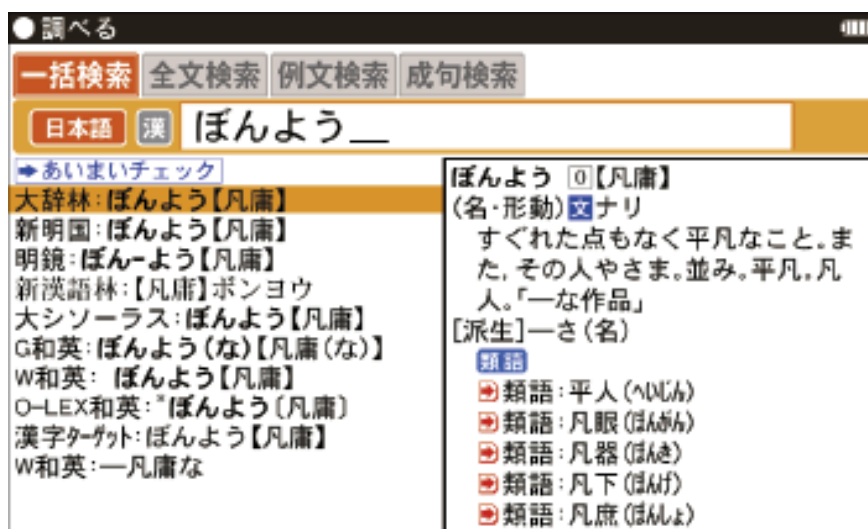 ●調べる
一括検索 全文検索 例文検索 成句検索
日本語 漢 ぼんよう__
➡あいまいチェック
大辞林:ぼんよう【凡庸】
新明国:ぼんよう【凡庸】
明鏡:ぼん-よう【凡庸】
新漢語林:【凡庸】ボンヨウ
大シソーラス:ぼんよう【凡庸】
G和英:ぼんよう(な)【凡庸(な)】
W和英: ぼんよう【凡庸】
O-LEX和英:*ぼんよう〔凡庸〕
漢字ターゲット:ぼんよう【凡庸】
W和英:―凡庸な
ぼんよう 0【凡庸】
(名・形動)文ナリ
すぐれた点もなく平凡なこと。ま
た,その人やさま。並み。平凡。凡
人。「―な作品」
[派生]―さ(名)
類語
類語:平人(へいじん)
類語:凡眼(ぼんがん)
類語:凡器(ぼんき)
類語:凡下(ぼんげ)
類語:凡庶(ぼんしょ)